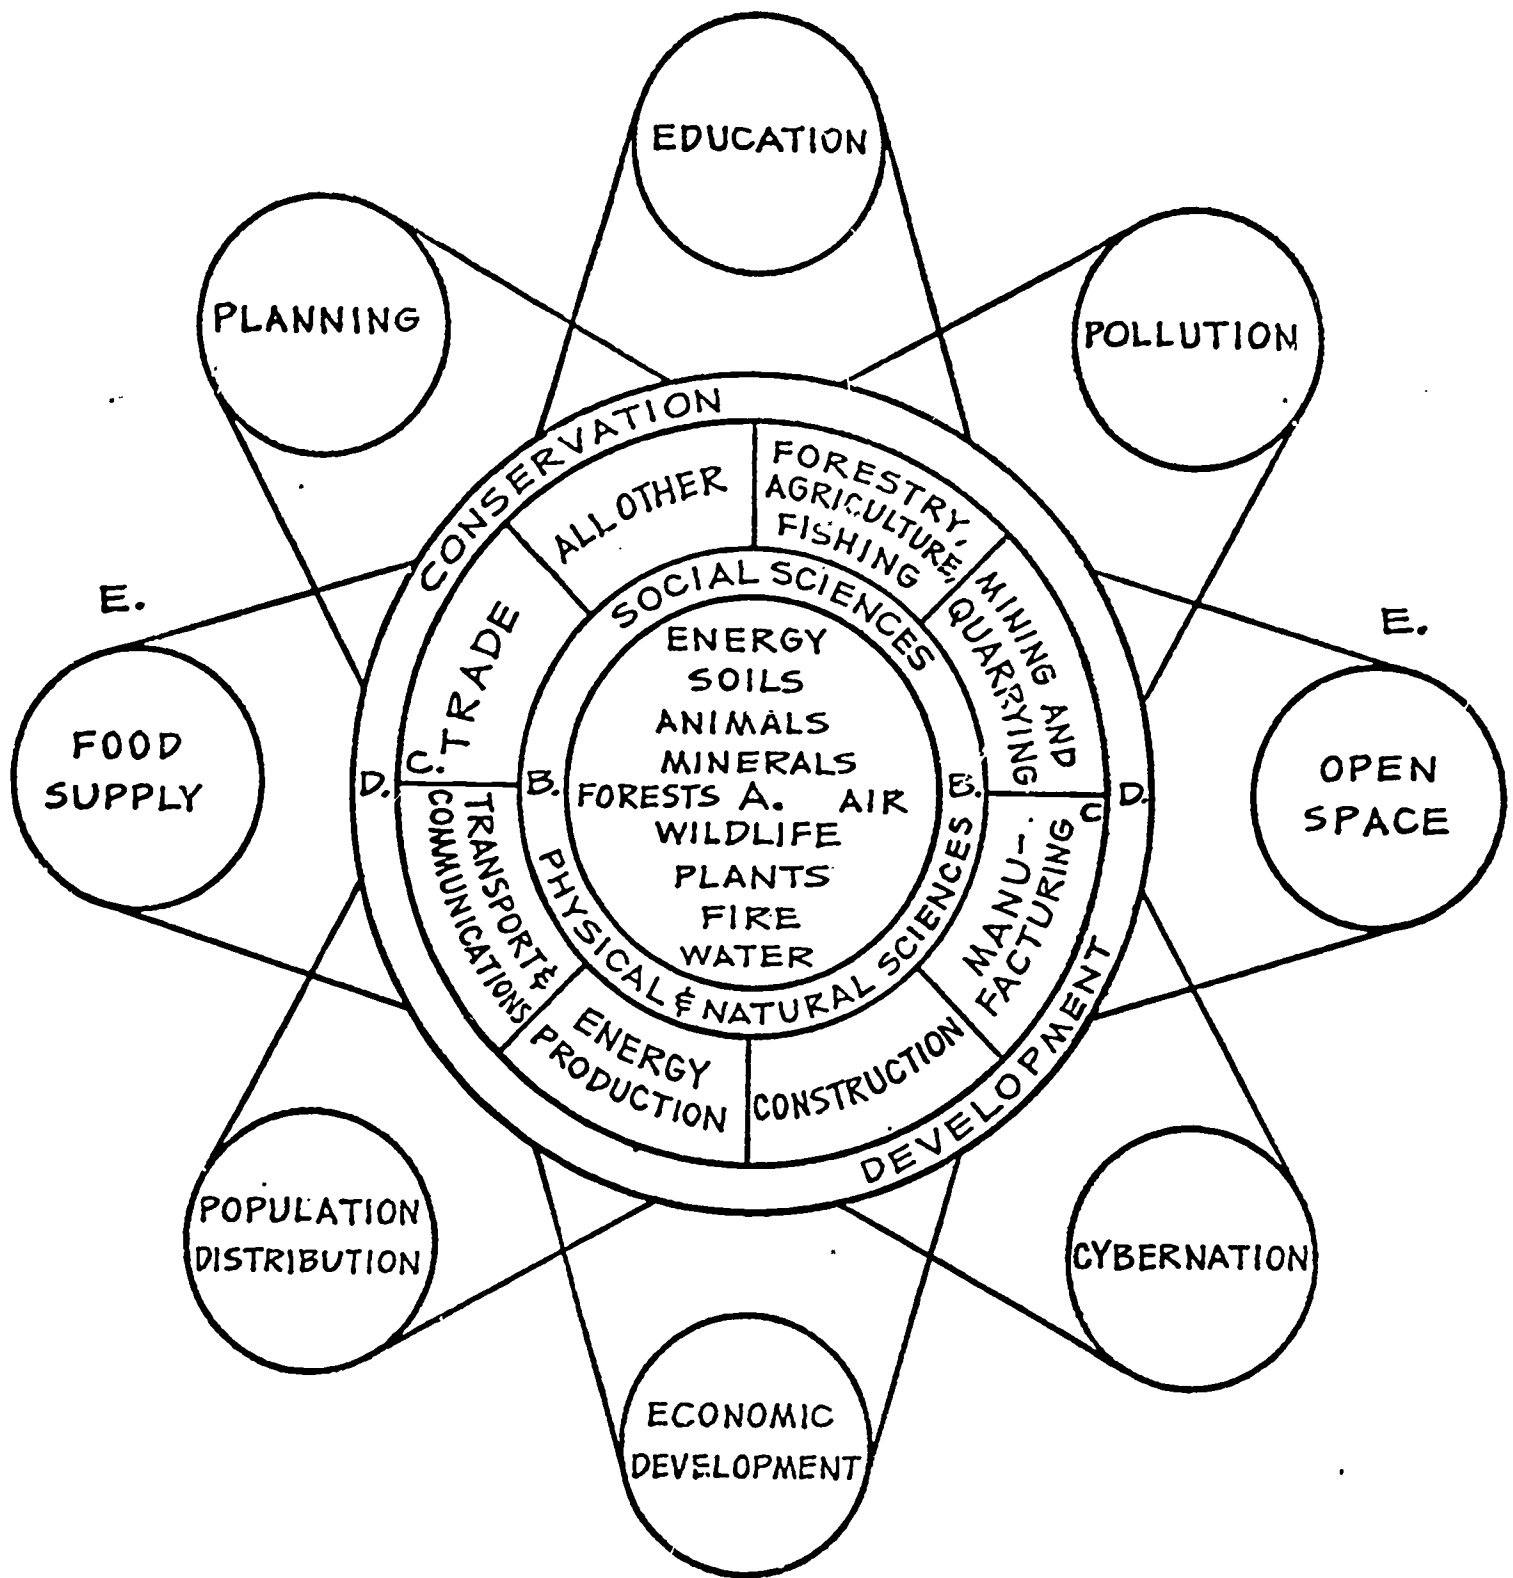 EDUCATION
PLANNING
POLLUTION
CONSERVATION
ALL OTHER
FORESTRY,
AGRICULTURE,
FISHING
SOCIAL SCIENCES
MINING AND
QUARRYING
TRADE
E.
E.
FOOD
SUPPLY
OPEN
SPACE
ENERGY
SOILS
ANIMALS
MINERALS
FORESTS A. AIR
WILDLIFE
PLANTS
FIRE
WATER
D.
C.
B.
B.
C
D.
TRANSPORT &
COMMUNICATIONS
PHYSICAL & NATURAL SCIENCES
MANU-
FACTURING
ENERGY
PRODUCTION
CONSTRUCTION
DEVELOPMENT
POPULATION
DISTRIBUTION
CYBERNATION
ECONOMIC
DEVELOPMENT